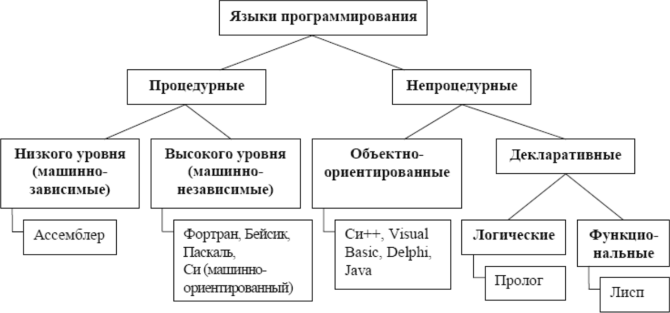 Языки программирования
Процедурные
Непроцедурные
Низкого уровня
(машинно-
зависимые)
Высокого уровня
(машинно-
независимые)
Объектно-
ориентированные
Декларативные
Ассемблер
Фортран, Бейсик,
Паскаль,
Си (машинно-
ориентированный)
Си++, Visual
Basic, Delphi,
Java
Логические
Функцио-
нальные
Пролог
Лисп